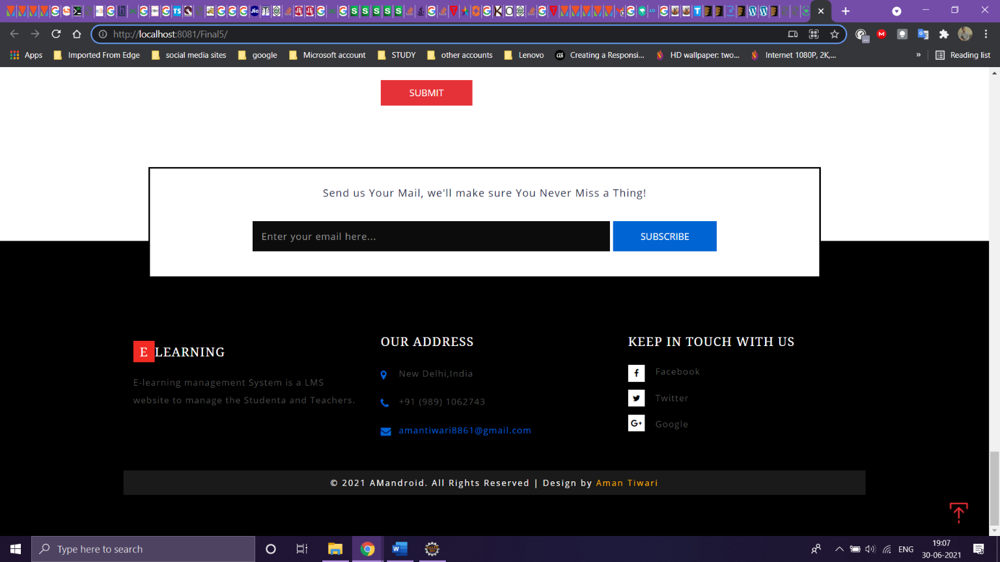 http://localhost:8081/Final5/
Apps
Imported From Edge
social media sites
google
Microsoft account
STUDY
other accounts
Lenovo
Creating a Responsi...
HD wallpaper: two...
Internet 1080P, 2K,...
»
Reading list
SUBMIT
Send us Your Mail, we'll make sure You Never Miss a Thing!
Enter your email here...
SUBSCRIBE
E LEARNING
E-learning management System is a LMS
website to manage the Studenta and Teachers.
OUR ADDRESS
New Delhi,India
+91 (989) 1062743
amantiwari8861@gmail.com
KEEP IN TOUCH WITH US
Facebook
Twitter
G+ Google
© 2021 AMandroid. All Rights Reserved | Design by Aman Tiwari
Type here to search
ENG
19:07
30-06-2021